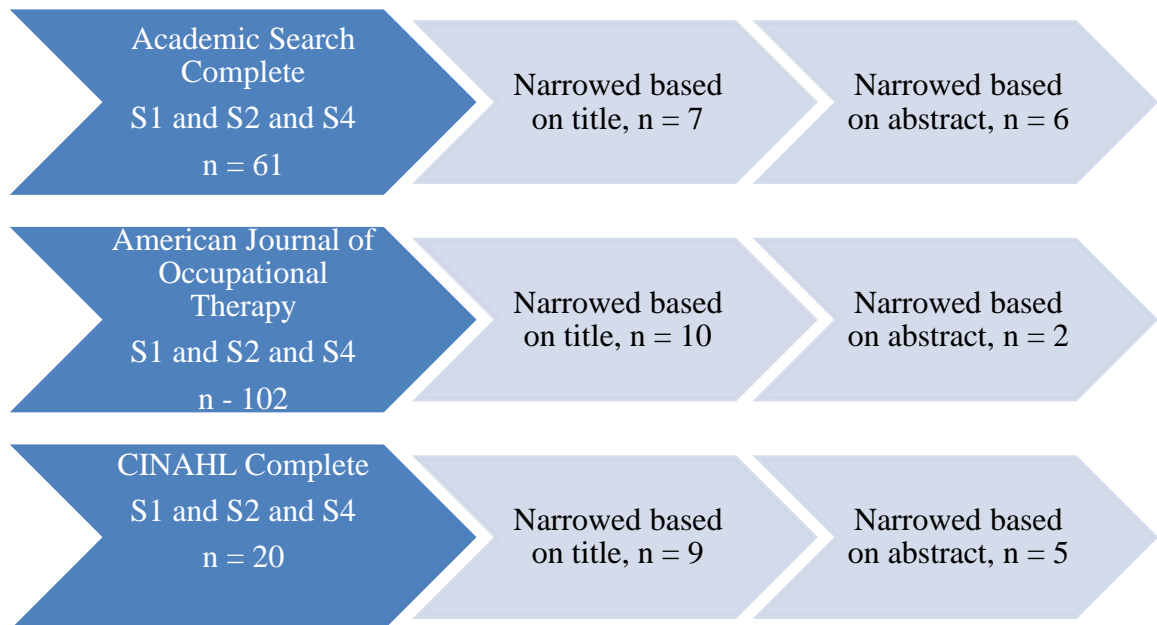 Academic Search
Complete
S1 and S2 and S4
n = 61
Narrowed based
on title, n = 7
Narrowed based
on abstract, n = 6
American Journal of
Occupational
Therapy
S1 and S2 and S4
n - 102
Narrowed based
on title, n = 10
Narrowed based
on abstract, n = 2
CINAHL Complete
S1 and S2 and S4
n = 20
Narrowed based
on title, n = 9
Narrowed based
on abstract, n = 5